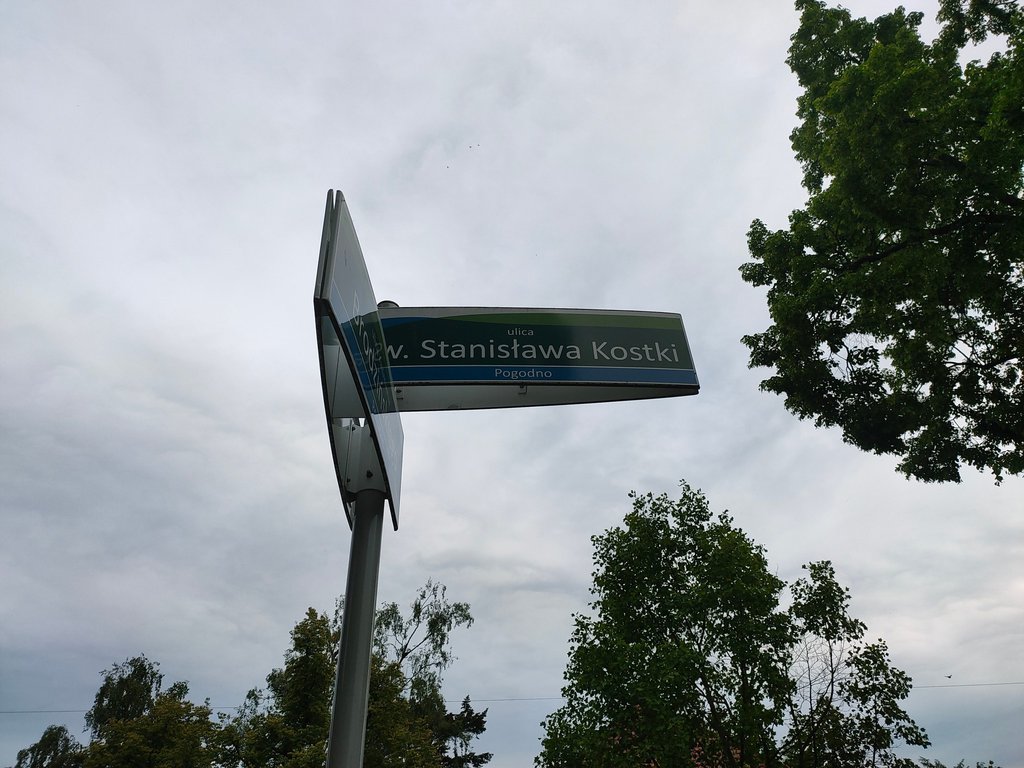 ulica
w. Stanisława Kostki
Pogodno